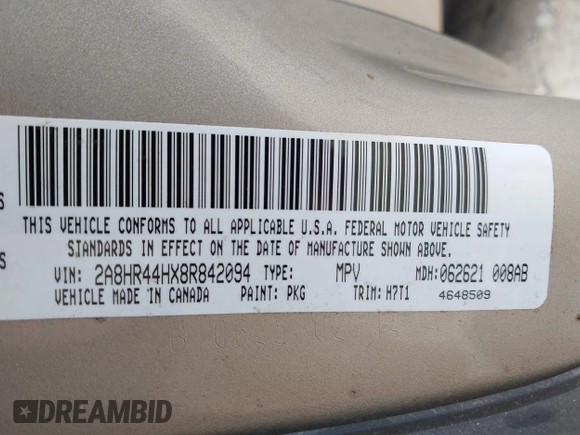 THIS VEHICLE CONFORMS TO ALL APPLICABLE U.S.A. FEDERAL MOTOR VEHICLE SAFETY
STANDARDS IN EFFECT ON THE DATE OF MANUFACTURE SHOWN ABOVE.
VIN: 2A8HR44HX8R842094 TYPE: MPV MDH: 062621 008AB
VEHICLE MADE IN CANADA PAINT: PKG TRIM: H7T1 4648509
DREAMBID